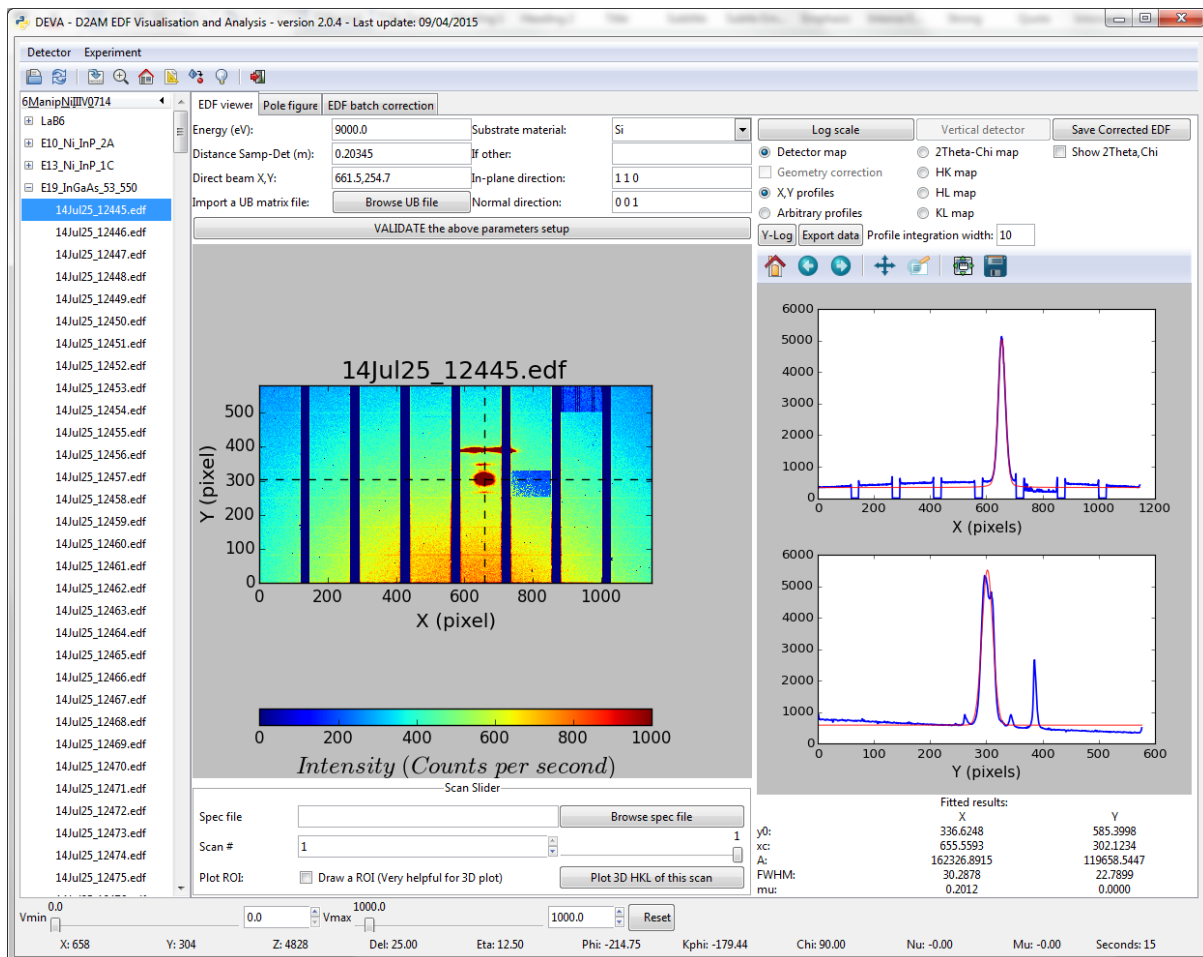 DEVA - D2AM EDF Visualisation and Analysis - version 2.0.4 - Last update: 09/04/2015
Detector Experiment
6ManipNiIIIV0714
LaB6
E10_Ni_InP_2A
E13_Ni_InP_1C
E19_InGaAs_53_550
14Jul25_12445.edf
14Jul25_12446.edf
14Jul25_12447.edf
14Jul25_12448.edf
14Jul25_12449.edf
14Jul25_12450.edf
14Jul25_12451.edf
14Jul25_12452.edf
14Jul25_12453.edf
14Jul25_12454.edf
14Jul25_12455.edf
14Jul25_12456.edf
14Jul25_12457.edf
14Jul25_12458.edf
14Jul25_12459.edf
14Jul25_12460.edf
14Jul25_12461.edf
14Jul25_12462.edf
14Jul25_12463.edf
14Jul25_12464.edf
14Jul25_12465.edf
14Jul25_12466.edf
14Jul25_12467.edf
14Jul25_12468.edf
14Jul25_12469.edf
14Jul25_12470.edf
14Jul25_12471.edf
14Jul25_12472.edf
14Jul25_12473.edf
14Jul25_12474.edf
14Jul25_12475.edf
EDF viewer Pole figure EDF batch correction
Energy (eV): 9000.0 Substrate material: Si
Distance Samp-Det (m): 0.20345 If other:
Direct beam X,Y: 661.5,254.7 In-plane direction: 1 1 0
Import a UB matrix file: Browse UB file Normal direction: 0 0 1
VALIDATE the above parameters setup
Log scale Vertical detector Save Corrected EDF
Detector map 2Theta-Chi map Show 2Theta,Chi
Geometry correction HK map
X,Y profiles HL map
Arbitrary profiles KL map
Y-Log Export data Profile integration width: 10
14Jul25_12445.edf
500
400
300
200
100
0
Y (pixel)
0 200 400 600 800 1000
X (pixel)
0 200 400 600 800 1000
Intensity (Counts per second)
6000
5000
4000
3000
2000
1000
0
0 200 400 600 800 1000 1200
X (pixels)
6000
5000
4000
3000
2000
1000
0
0 100 200 300 400 500 600
Y (pixels)
Scan Slider
Spec file Browse spec file
Scan # 1 1
Plot ROI: Draw a ROI (Very helpful for 3D plot) Plot 3D HKL of this scan
Fitted results:
X Y
y0: 336.6248 585.3998
xc: 655.5593 302.1234
A: 162326.8915 119658.5447
FWHM: 30.2878 22.7899
mu: 0.2012 0.0000
Vmin 0.0 0.0 Vmax 1000.0 1000.0 Reset
X: 658 Y: 304 Z: 4828 Del: 25.00 Eta: 12.50 Phi: -214.75 Kphi: -179.44 Chi: 90.00 Nu: -0.00 Mu: -0.00 Seconds: 15